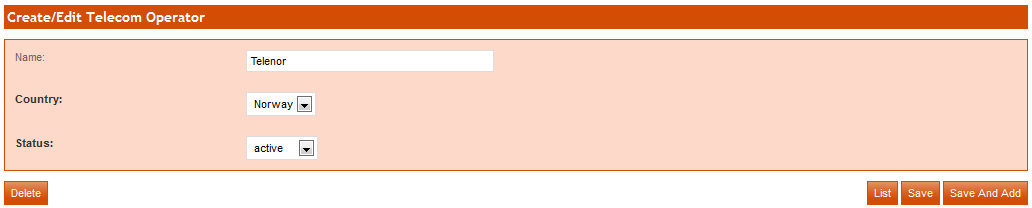 Create/Edit Telecom Operator
Name: Telenor
Country: Norway
Status: active
Delete List Save Save And Add